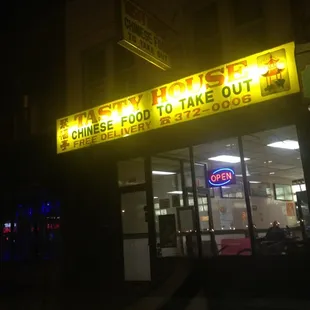 TASTY HOUSE
CHINESE FOOD TO TAKE OUT
FREE DELIVERY ☎ 372-0006
OPEN